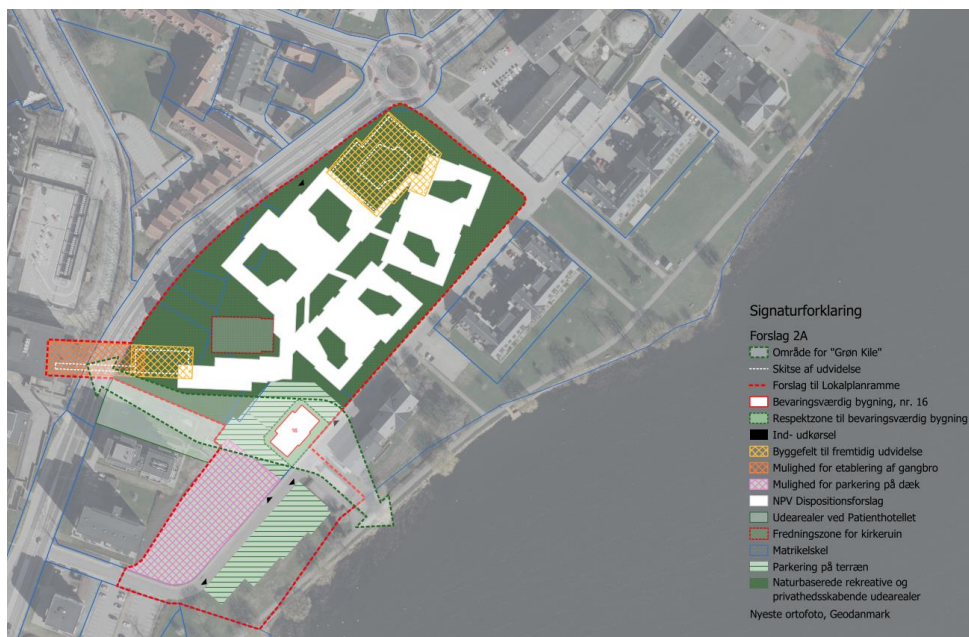 16
Signaturforklaring
Forslag 2A
Område for "Grøn Kile"
Skitse af udvidelse
Forslag til Lokalplanramme
Bevaringsværdig bygning, nr. 16
Respektzone til bevaringsværdig bygning
Ind- udkørsel
Byggefelt til fremtidig udvidelse
Mulighed for etablering af gangbro
Mulighed for parkering på dæk
NPV Dispositionsforslag
Udearealer ved Patienthotellet
Fredningszone for kirkeruin
Matrikelskel
Parkering på terræn
Naturbaserede rekreative og
privathedsskabende udearealer
Nyeste ortofoto, Geodanmark